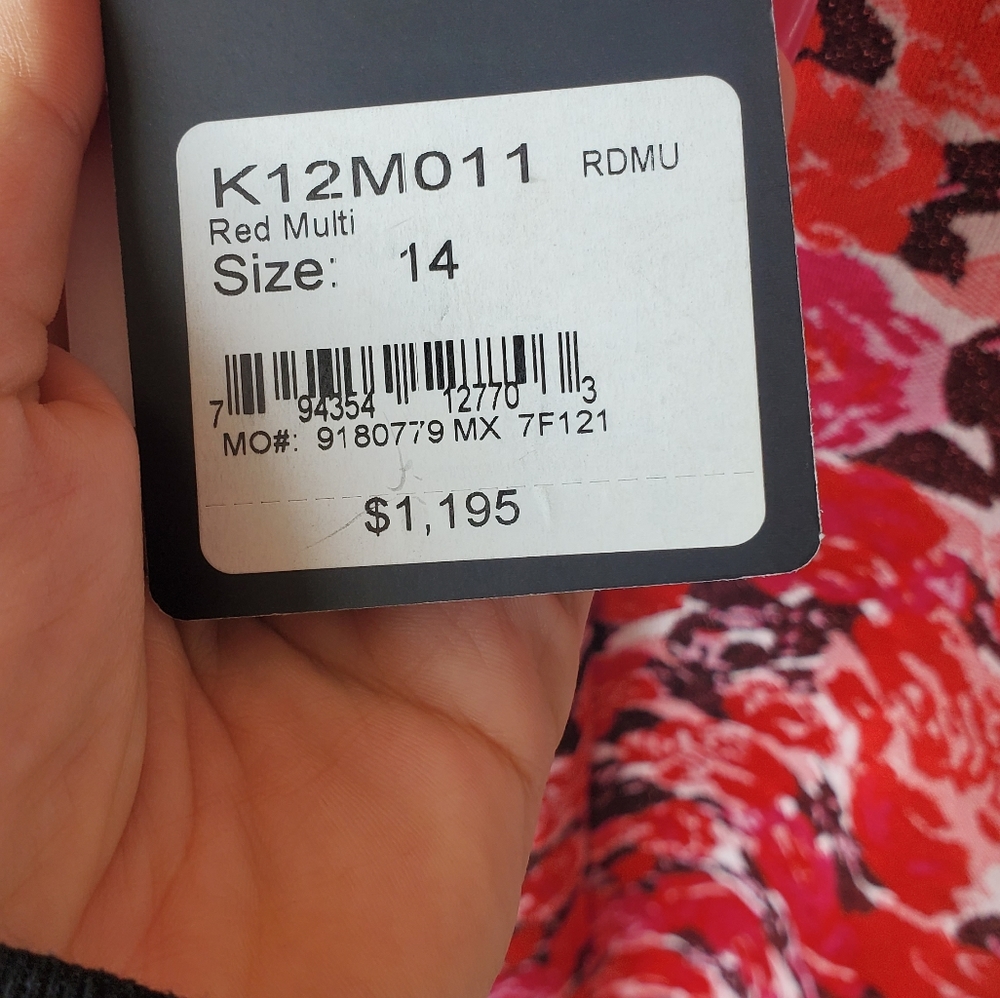 K12M011 RDMU
Red Multi
Size: 14
7 94354 12770 3
MO#: 9180779 MX 7F121
$1,195